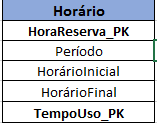 Horário
HoraReserva_PK
Período
HorárioInicial
HorárioFinal
TempoUso_PK